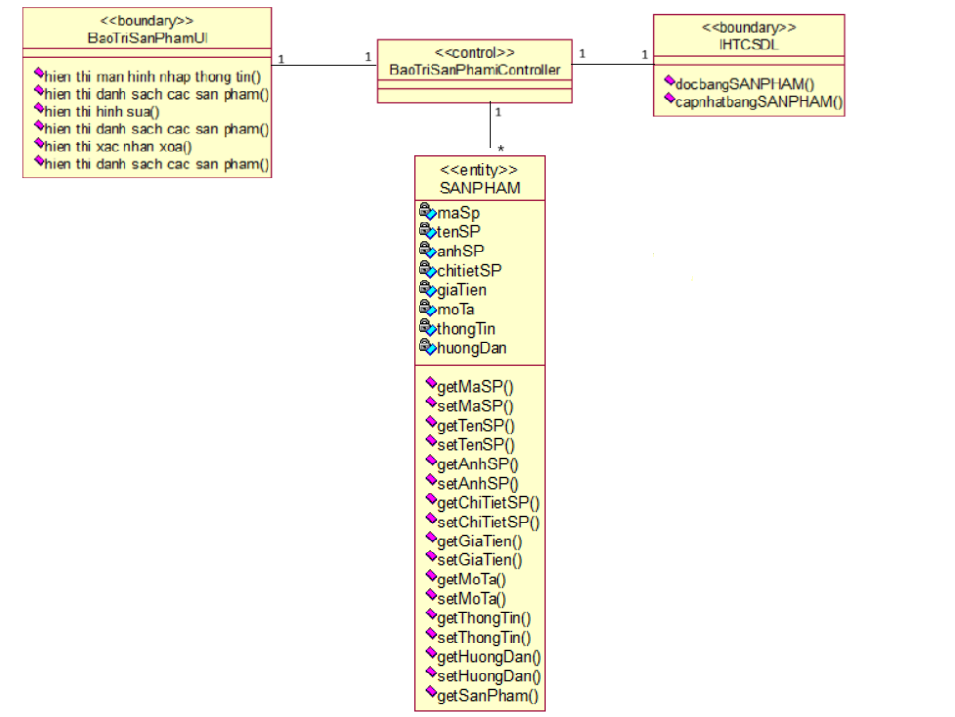 <<boundary>>
BaoTriSanPhamUI
hien thi man hinh nhap thong tin()
hien thi danh sach cac san pham()
hien thi hinh sua()
hien thi danh sach cac san pham()
hien thi xac nhan xoa()
hien thi danh sach cac san pham()
1
1
<<control>>
BaoTriSanPhamiController
1
1
<<boundary>>
IHTCSDL
docbangSANPHAM()
capnhatbangSANPHAM()
1
*
<<entity>>
SANPHAM
maSp
tenSP
anhSP
chitietSP
giaTien
moTa
thongTin
huongDan
getMaSP()
setMaSP()
getTenSP()
setTenSP()
getAnhSP()
setAnhSP()
getChiTietSP()
setChiTietSP()
getGiaTien()
setGiaTien()
getMoTa()
setMoTa()
getThongTin()
setThongTin()
getHuongDan()
setHuongDan()
getSanPham()